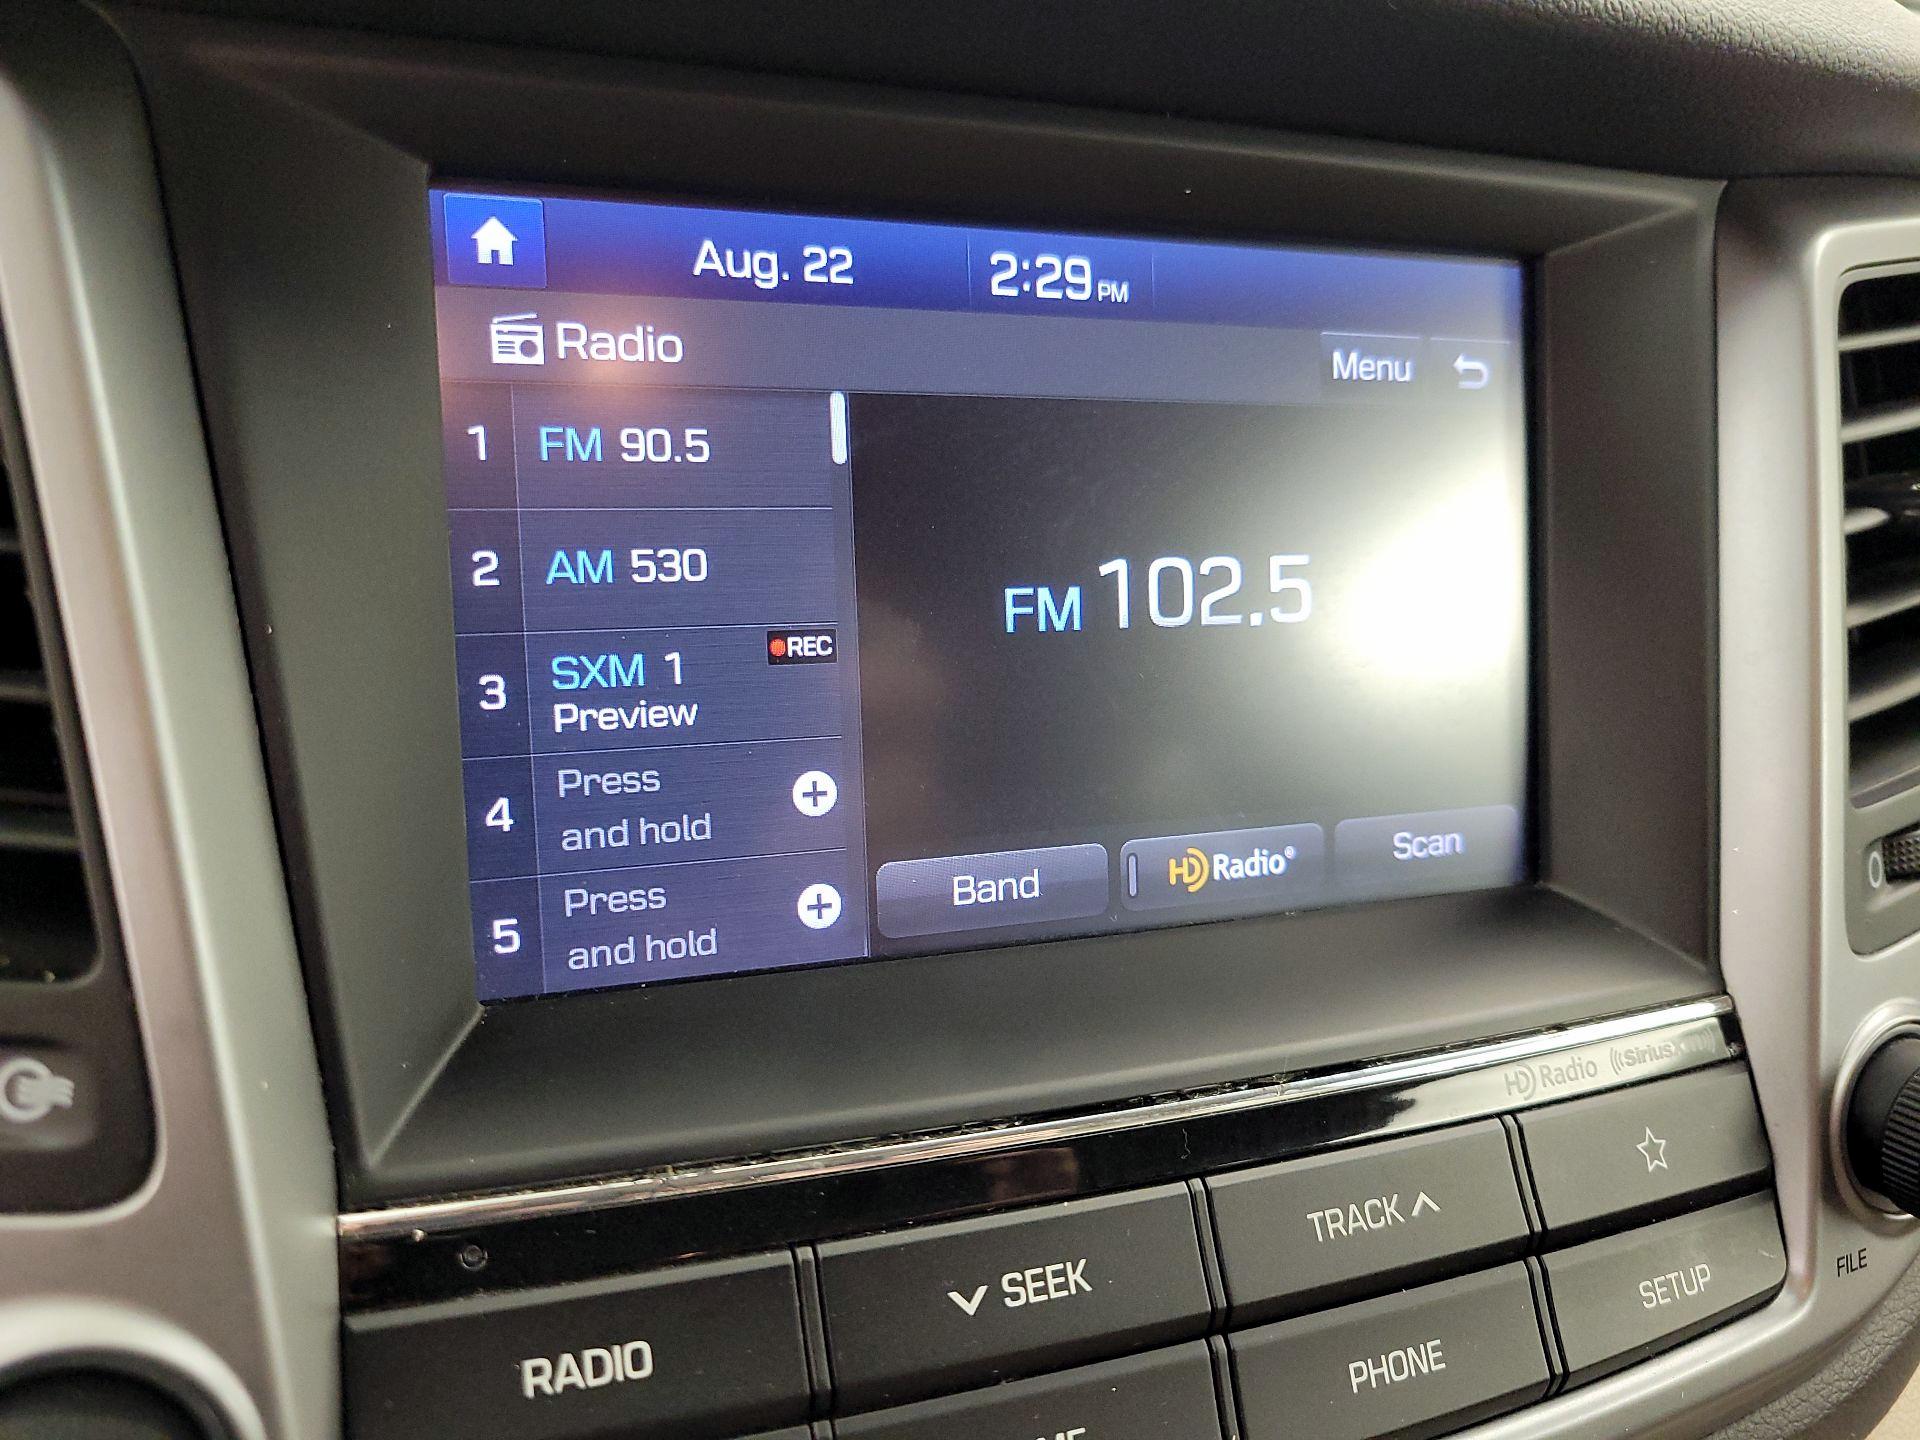 Aug. 22 2:29 PM
Radio Menu
1 FM 90.5
2 AM 530
3 SXM 1 REC
Preview
4 Press
and hold
5 Press
and hold
FM 102.5
Band HD Radio® Scan
HD Radio
SEEK TRACK
RADIO PHONE SETUP
FILE